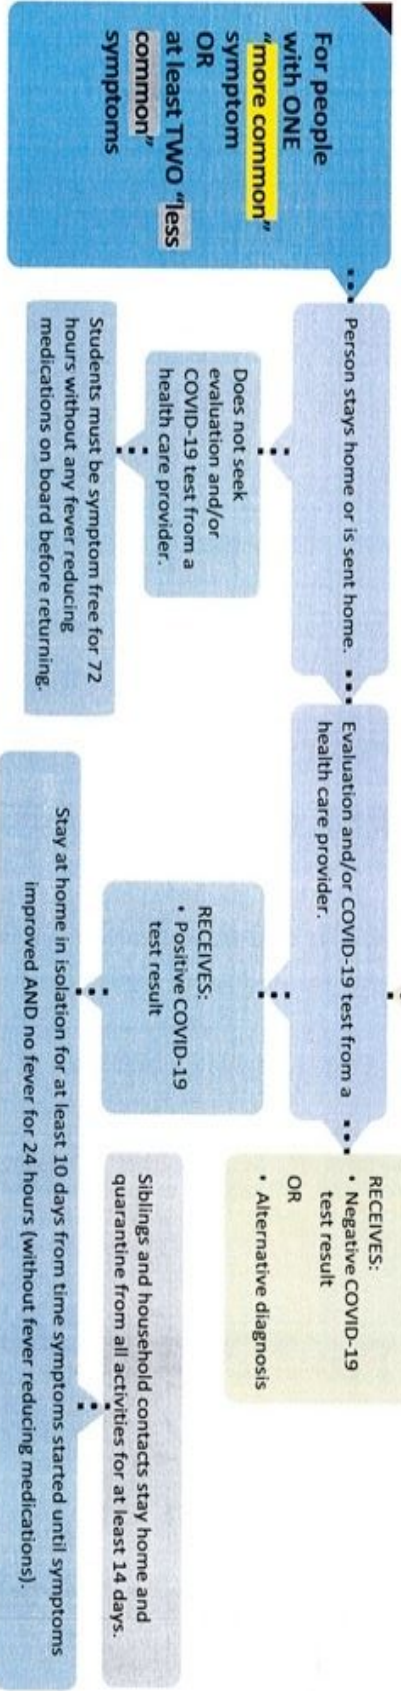 For people
with ONE
"more common"
symptom
OR
at least TWO "less
common"
symptoms
Person stays home or is sent home.
Evaluation and/or COVID-19 test from a
health care provider.
RECEIVES:
• Negative COVID-19
test result
OR
• Alternative diagnosis
Does not seek
evaluation and/or
COVID-19 test from a
health care provider.
RECEIVES:
• Positive COVID-19
test result
Siblings and household contacts stay home and
quarantine from all activities for at least 14 days.
Students must be symptom free for 72
hours without any fever reducing
medications on board before returning.
Stay at home in isolation for at least 10 days from time symptoms started until symptoms
improved AND no fever for 24 hours (without fever reducing medications).